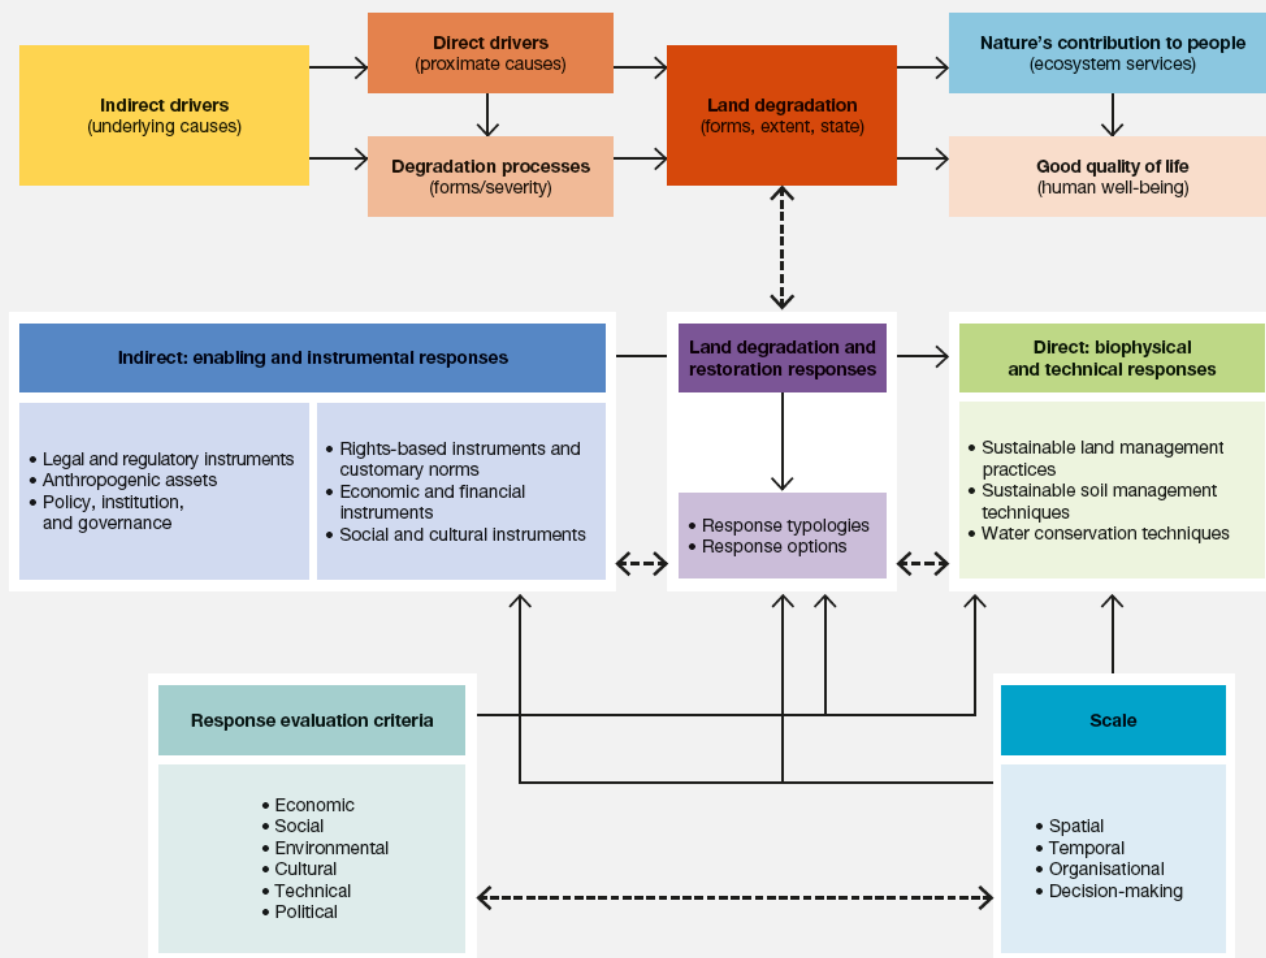 Indirect drivers
(underlying causes)
Direct drivers
(proximate causes)
Degradation processes
(forms/severity)
Land degradation
(forms, extent, state)
Nature's contribution to people
(ecosystem services)
Good quality of life
(human well-being)
Indirect: enabling and instrumental responses
• Legal and regulatory instruments
• Anthropogenic assets
• Policy, institution,
and governance
• Rights-based instruments and
customary norms
• Economic and financial
instruments
• Social and cultural instruments
Land degradation and
restoration responses
• Response typologies
• Response options
Direct: biophysical
and technical responses
• Sustainable land management
practices
• Sustainable soil management
techniques
• Water conservation techniques
Response evaluation criteria
• Economic
• Social
• Environmental
• Cultural
• Technical
• Political
Scale
• Spatial
• Temporal
• Organisational
• Decision-making